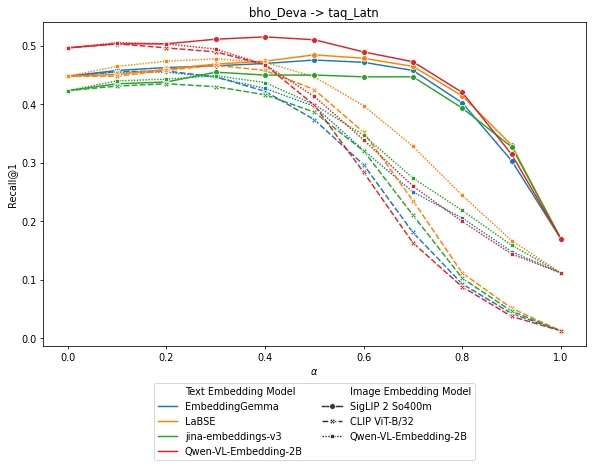 bho_Deva -> taq_Latn
Recall@1
0.5
0.4
0.3
0.2
0.1
0.0
0.0 0.2 0.4 0.6 0.8 1.0
α
Text Embedding Model Image Embedding Model
EmbeddingGemma SigLIP 2 So400m
LaBSE CLIP ViT-B/32
jina-embeddings-v3 Qwen-VL-Embedding-2B
Qwen-VL-Embedding-2B